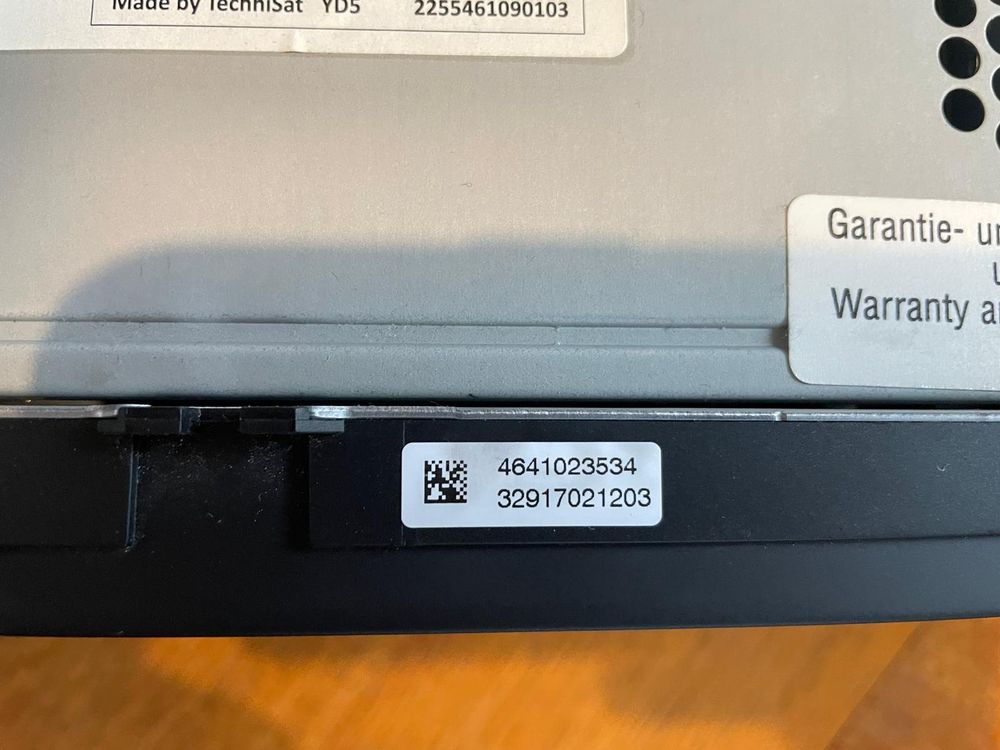 Made by TechniSat YD5 2255461090103
Garantie-
Warranty
4641023534
32917021203